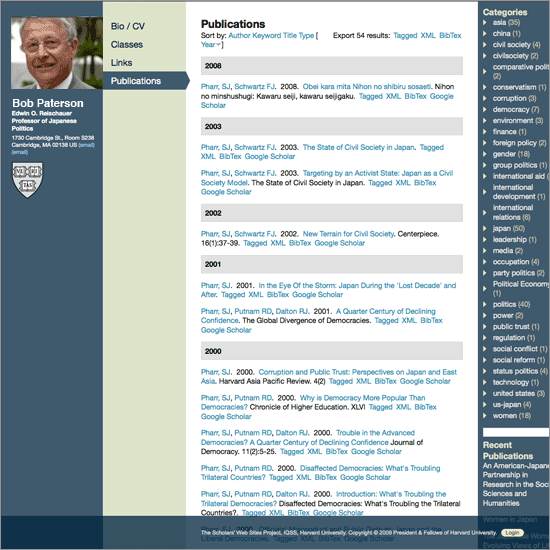 Bio / CV
Classes
Links
Publications
Bob Paterson
Edwin O. Reischauer
Professor of Japanese
Politics
1730 Cambridge St., Room S236
Cambridge, MA 02138 US (email)
(email)
VE RI
TAS
Publications
Sort by: Author Keyword Title Type [
Year ]
Export 54 results: Tagged XML BibTex
2008
Pharr, SJ, Schwartz FJ. 2008. Obei kara mita Nihon no shibiru sosaeti. Nihon
no minshushugi: Kawaru seiji, kawaru seijigaku. Tagged XML BibTex Google
Scholar
2003
Pharr, SJ, Schwartz FJ. 2003. The State of Civil Society in Japan. Tagged
XML BibTex Google Scholar
Pharr, SJ, Schwartz FJ. 2003. Targeting by an Activist State: Japan as a Civil
Society Model. The State of Civil Society in Japan. Tagged XML BibTex
Google Scholar
2002
Pharr, SJ, Schwartz FJ. 2002. New Terrain for Civil Society. Centerpiece.
16(1):37-39. Tagged XML BibTex Google Scholar
2001
Pharr, SJ. 2001. In the Eye Of the Storm: Japan During the 'Lost Decade' and
After. Tagged XML BibTex Google Scholar
Pharr, SJ, Putnam RD, Dalton RJ. 2001. A Quarter Century of Declining
Confidence. The Global Divergence of Democracies. Tagged XML BibTex
Google Scholar
2000
Pharr, SJ. 2000. Corruption and Public Trust: Perspectives on Japan and East
Asia. Harvard Asia Pacific Review. 4(2) Tagged XML BibTex Google Scholar
Pharr, SJ, Putnam RD. 2000. Why is Democracy More Popular Than
Democracies? Chronicle of Higher Education. XLVI Tagged XML BibTex
Google Scholar
Pharr, SJ, Putnam RD, Dalton RJ. 2000. Trouble in the Advanced
Democracies? A Quarter Century of Declining Confidence Journal of
Democracy. 11(2):5-25. Tagged XML BibTex Google Scholar
Pharr, SJ, Putnam RD. 2000. Disaffected Democracies: What's Troubling
Trilateral Countries? Tagged XML BibTex Google Scholar
Pharr, SJ, Putnam RD, Dalton RJ. 2000. Introduction: What's Troubling the
Trilateral Democracies? Disaffected Democracies: What's Troubling the Trilateral
Countries?. Tagged XML BibTex Google Scholar
The Scholars' Web Sites Project, IQSS, Harvard University. Copyright © 2009 President & Fellows of Harvard University. Login
Categories
asia (35)
china (1)
civil society (4)
civilsociety (2)
comparative polit
(2)
conservatism (1)
corruption (3)
democracy (7)
environment (3)
finance (1)
foreign policy (2)
gender (18)
group politics (1)
international aid (
international
development (1)
international
relations (6)
japan (50)
leadership (1)
media (2)
occupation (4)
party politics (2)
Political Economy
(1)
politics (40)
power (2)
public trust (1)
regulation (1)
social conflict (1)
social reform (1)
status politics (4)
technology (1)
united states (3)
us-japan (4)
women (18)
Recent
Publications
An American-Japane
Partnership in
Research in the Soci
Sciences and
Humanities
Women in Japan
Evolving Views of